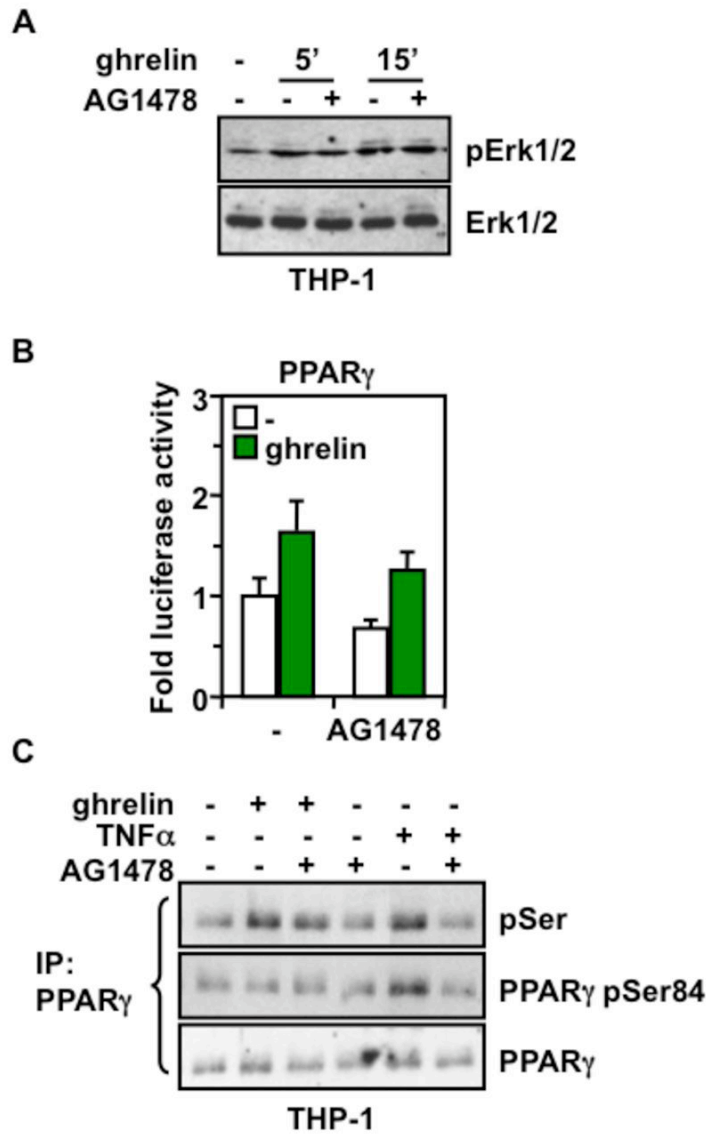 A
ghrelin - 5' 15'
AG1478 - - + - +
pErk1/2
Erk1/2
THP-1
B
PPARγ
Fold luciferase activity
3
2
1
0
-
ghrelin
- AG1478
C
ghrelin - + + - - -
TNFα - - - - + +
AG1478 - - + + - +
IP:
PPARγ
pSer
PPARγ pSer84
PPARγ
THP-1